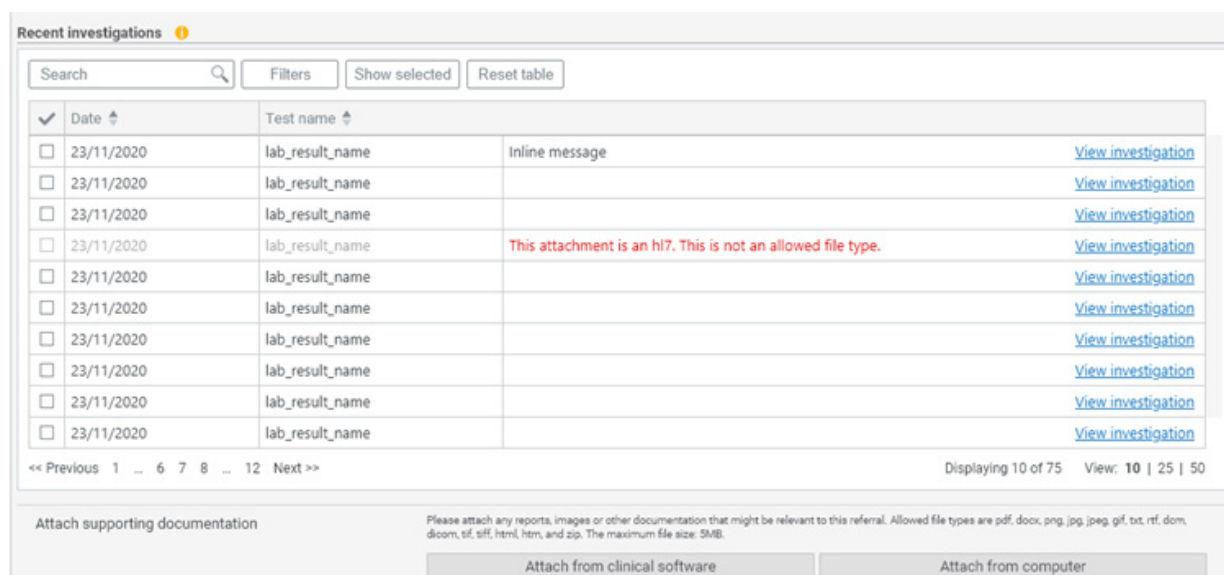 Recent investigations
Search Filters Show selected Reset table
Date Test name
23/11/2020 lab_result_name Inline message View investigation
23/11/2020 lab_result_name View investigation
23/11/2020 lab_result_name View investigation
23/11/2020 lab_result_name This attachment is an hl7. This is not an allowed file type. View investigation
23/11/2020 lab_result_name View investigation
23/11/2020 lab_result_name View investigation
23/11/2020 lab_result_name View investigation
23/11/2020 lab_result_name View investigation
23/11/2020 lab_result_name View investigation
23/11/2020 lab_result_name View investigation
<< Previous 1 ... 6 7 8 ... 12 Next >> Displaying 10 of 75 View: 10 | 25 | 50
Attach supporting documentation
Please attach any reports, images or other documentation that might be relevant to this referral. Allowed file types are pdf, docx, png, jpg, jpeg, gif, txt, rtf, dcm,
dicom, tif, tiff, html, htm, and zip. The maximum file size: 5MB.
Attach from clinical software Attach from computer